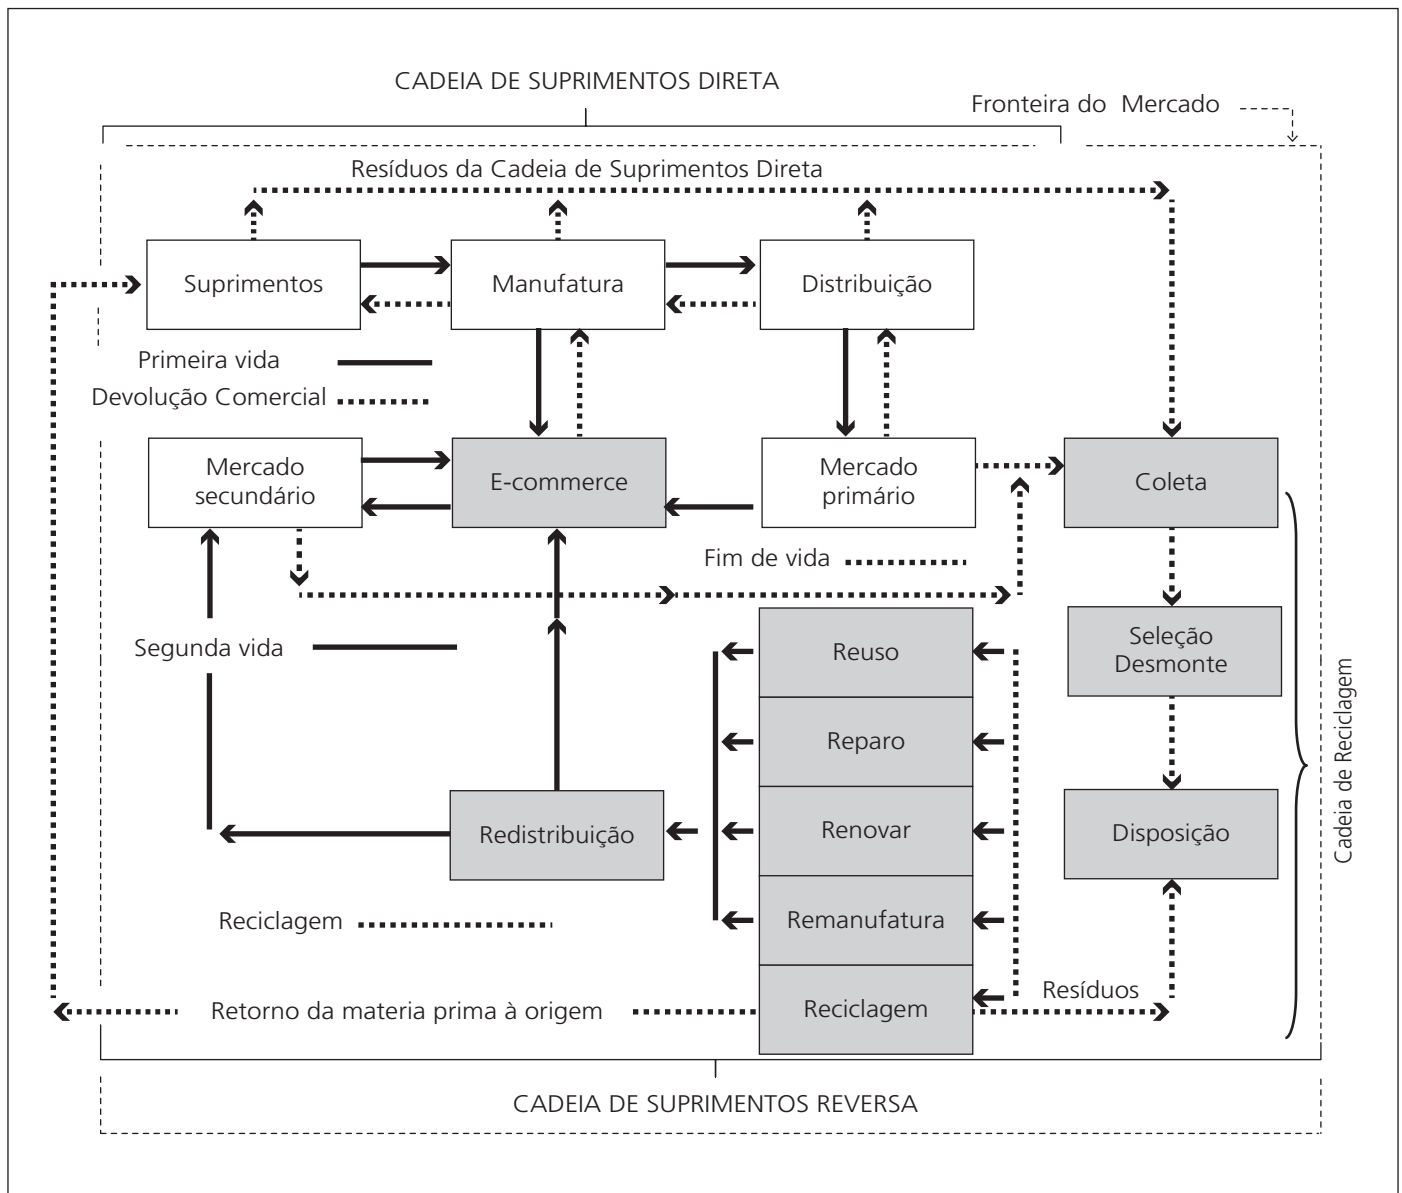 CADEIA DE SUPRIMENTOS DIRETA
Fronteira do Mercado
Resíduos da Cadeia de Suprimentos Direta
Suprimentos
Manufatura
Distribuição
Primeira vida
Devolução Comercial
Mercado
secundário
E-commerce
Mercado
primário
Coleta
Fim de vida
Segunda vida
Reuso
Seleção
Desmonte
Reparo
Redistribuição
Renovar
Disposição
Cadeia de Reciclagem
Reciclagem
Remanufatura
Retorno da materia prima à origem
Reciclagem
Resíduos
CADEIA DE SUPRIMENTOS REVERSA